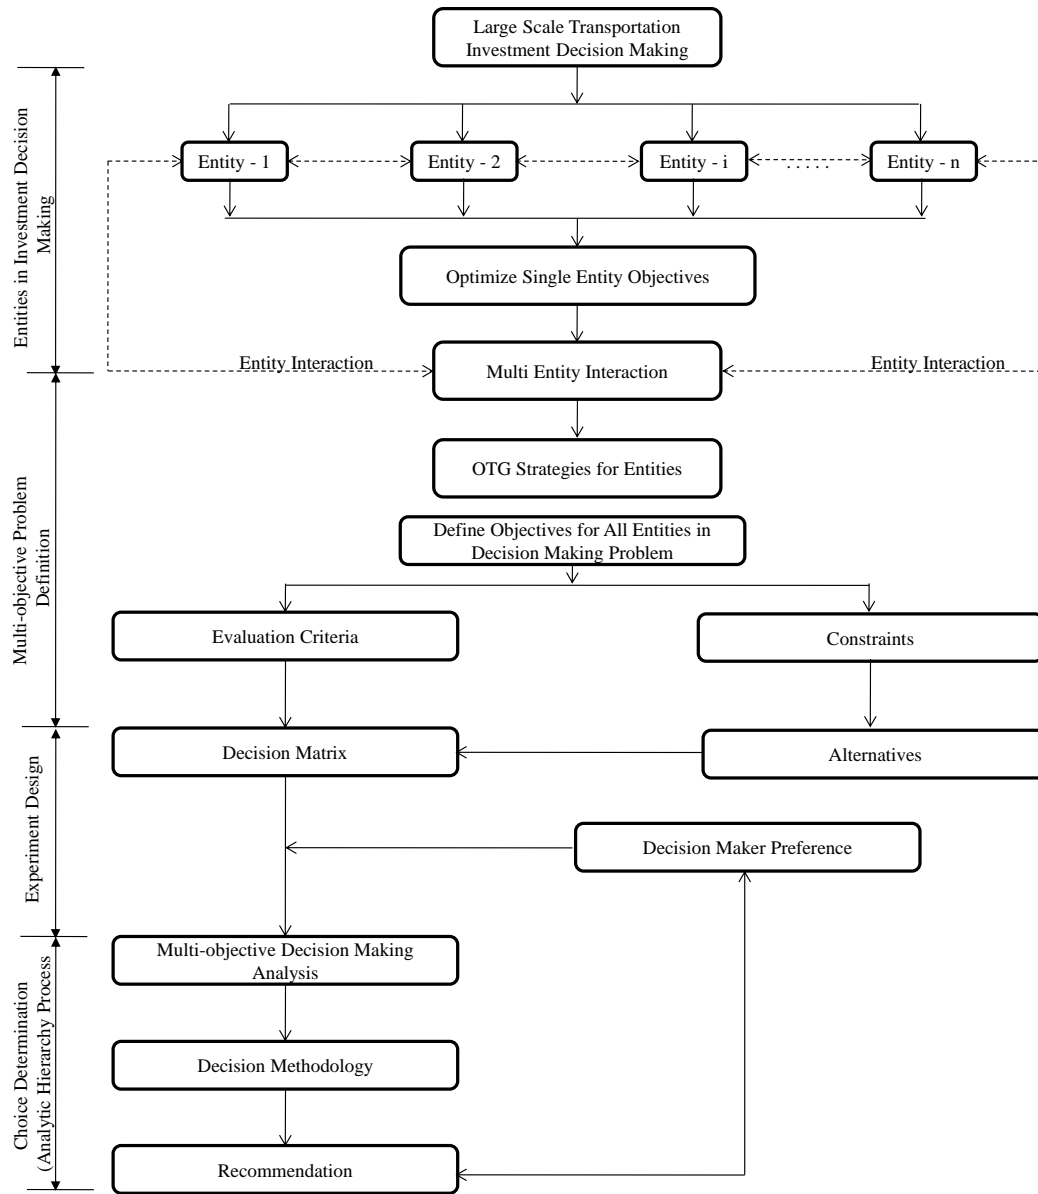 Large Scale Transportation
Investment Decision Making
Entities in Investment Decision
Making
Entity - 1
Entity - 2
Entity - i
. . . . .
Entity - n
Optimize Single Entity Objectives
Entity Interaction
Multi Entity Interaction
Entity Interaction
OTG Strategies for Entities
Multi-objective Problem
Definition
Define Objectives for All Entities in
Decision Making Problem
Evaluation Criteria
Constraints
Decision Matrix
Alternatives
Experiment Design
Decision Maker Preference
Multi-objective Decision Making
Analysis
Choice Determination
(Analytic Hierarchy Process
Decision Methodology
Recommendation